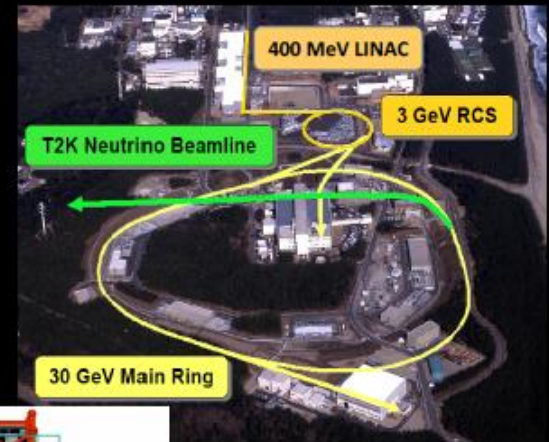 400 MeV LINAC
3 GeV RCS
T2K Neutrino Beamline
30 GeV Main Ring